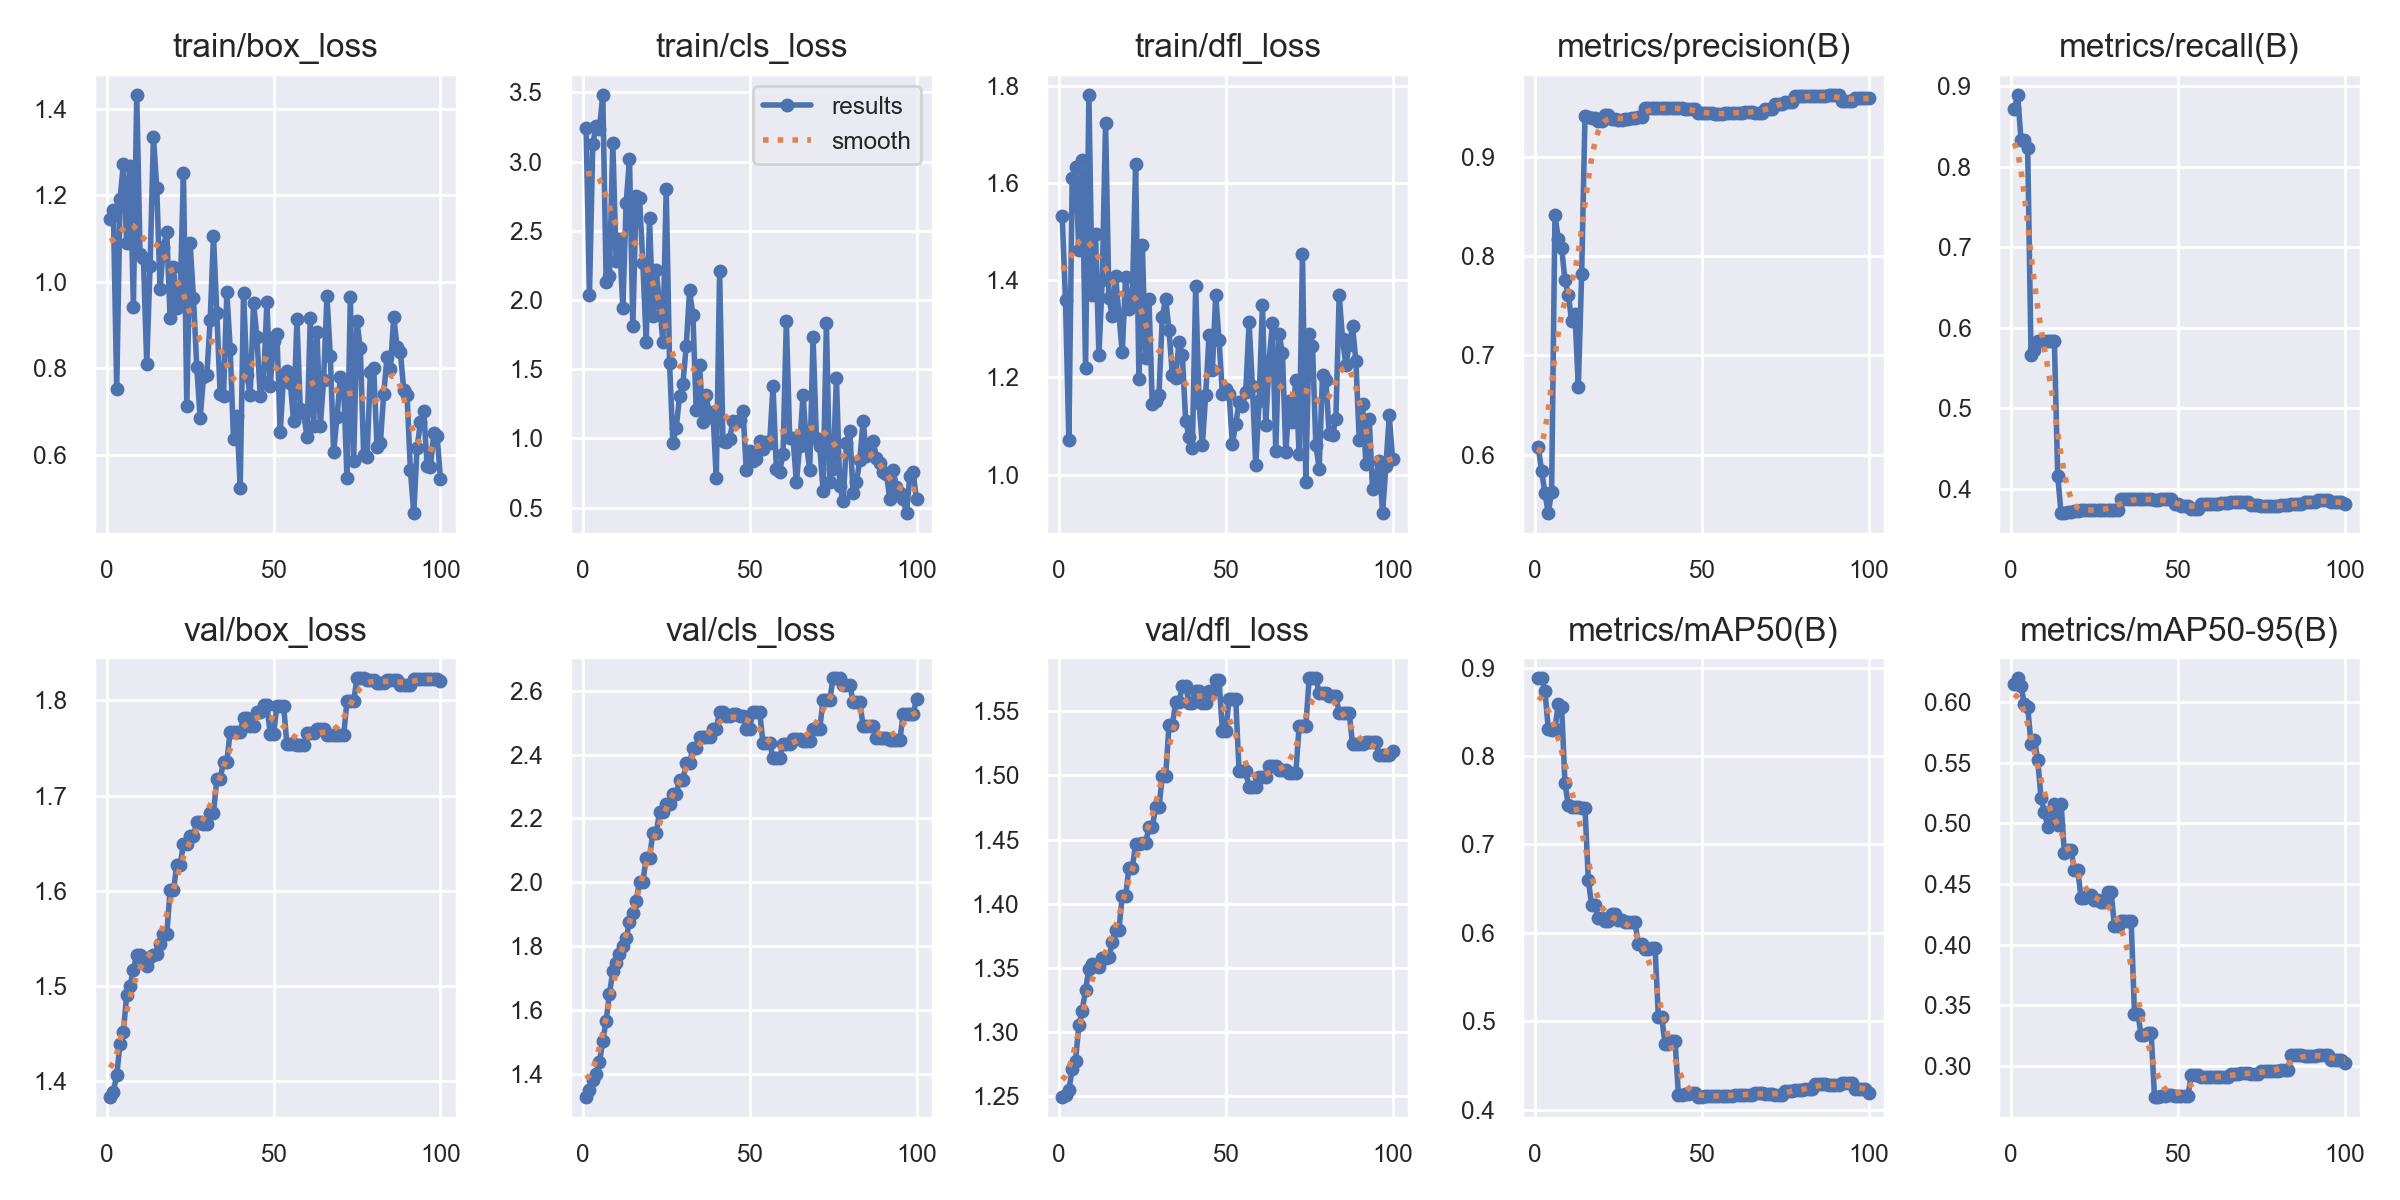 train/box_loss
1.4
1.2
1.0
0.8
0.6
0 50 100
train/cls_loss
results
smooth
3.5
3.0
2.5
2.0
1.5
1.0
0.5
0 50 100
train/dfl_loss
1.8
1.6
1.4
1.2
1.0
0 50 100
metrics/precision(B)
0.9
0.8
0.7
0.6
0 50 100
metrics/recall(B)
0.9
0.8
0.7
0.6
0.5
0.4
0 50 100
val/box_loss
1.8
1.7
1.6
1.5
1.4
0 50 100
val/cls_loss
2.6
2.4
2.2
2.0
1.8
1.6
1.4
0 50 100
val/dfl_loss
1.55
1.50
1.45
1.40
1.35
1.30
1.25
0 50 100
metrics/mAP50(B)
0.9
0.8
0.7
0.6
0.5
0.4
0 50 100
metrics/mAP50-95(B)
0.60
0.55
0.50
0.45
0.40
0.35
0.30
0 50 100